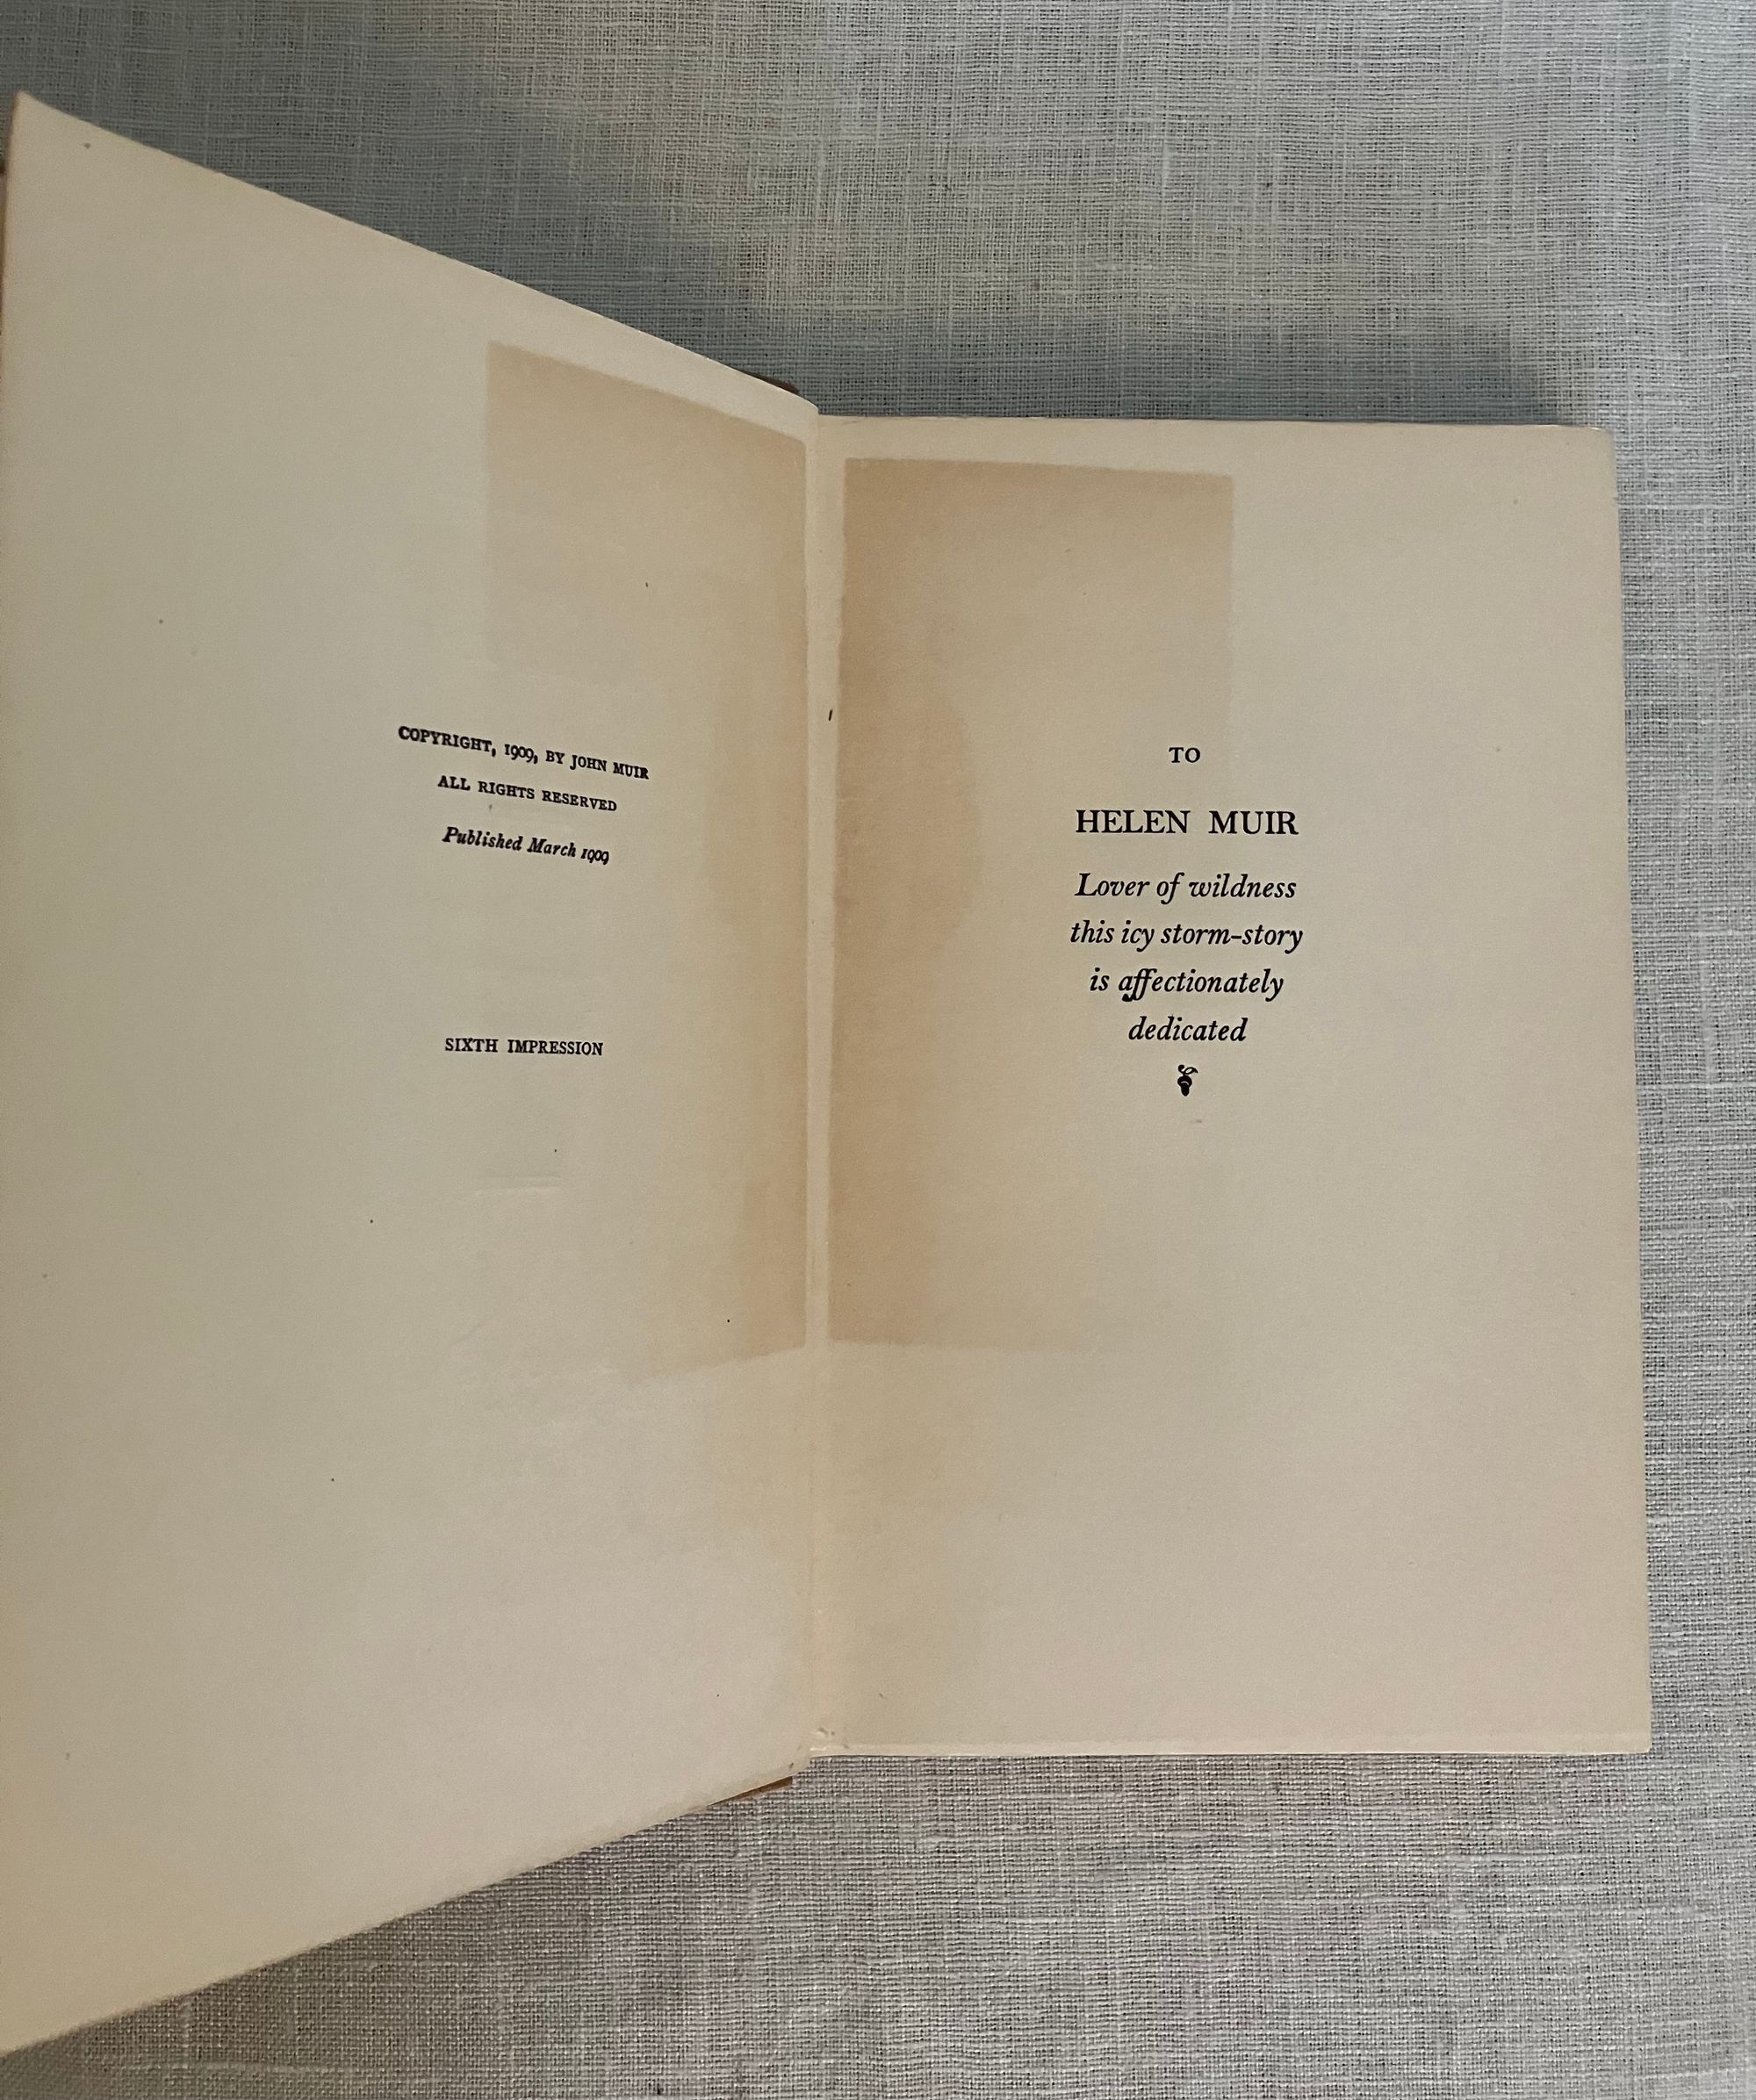 COPYRIGHT, 1909, BY JOHN MUIR
ALL RIGHTS RESERVED
Published March 1909
SIXTH IMPRESSION
TO
HELEN MUIR
Lover of wildness
this icy storm-story
is affectionately
dedicated